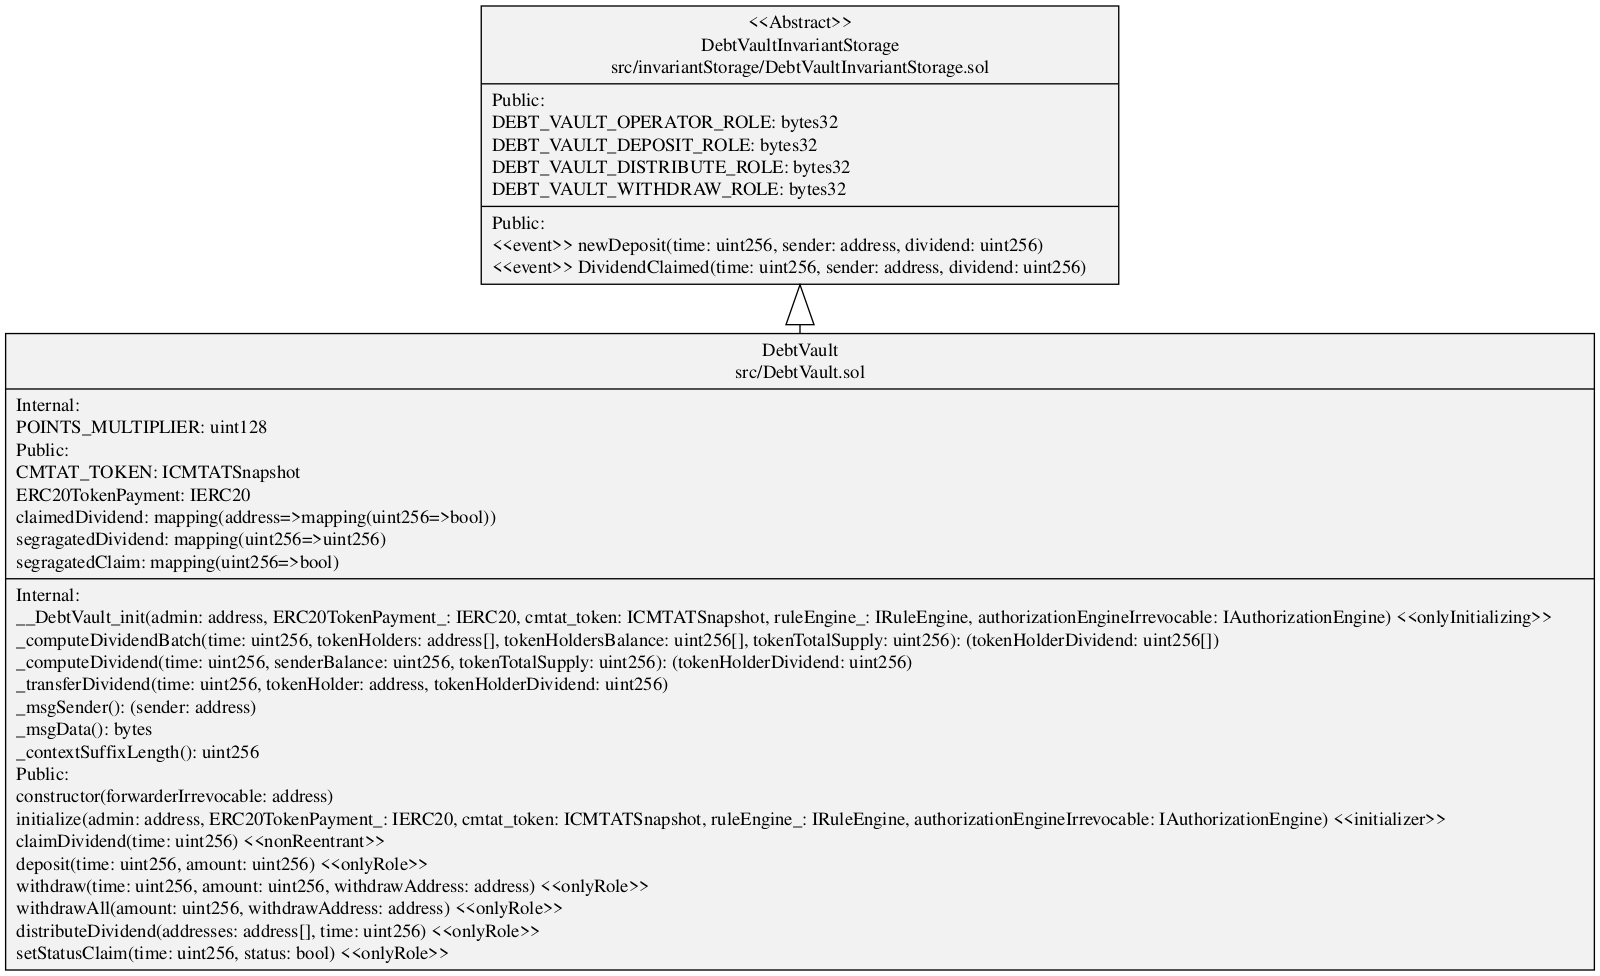 <<Abstract>>
DebtVaultInvariantStorage
src/invariantStorage/DebtVaultInvariantStorage.sol
Public:
DEBT_VAULT_OPERATOR_ROLE: bytes32
DEBT_VAULT_DEPOSIT_ROLE: bytes32
DEBT_VAULT_DISTRIBUTE_ROLE: bytes32
DEBT_VAULT_WITHDRAW_ROLE: bytes32
Public:
<<event>> newDeposit(time: uint256, sender: address, dividend: uint256)
<<event>> DividendClaimed(time: uint256, sender: address, dividend: uint256)
DebtVault
src/DebtVault.sol
Internal:
POINTS_MULTIPLIER: uint128
Public:
CMTAT_TOKEN: ICMTATSnapshot
ERC20TokenPayment: IERC20
claimedDividend: mapping(address=>mapping(uint256=>bool))
segragatedDividend: mapping(uint256=>uint256)
segragatedClaim: mapping(uint256=>bool)
Internal:
__DebtVault_init(admin: address, ERC20TokenPayment_: IERC20, cmtat_token: ICMTATSnapshot, ruleEngine_: IRuleEngine, authorizationEngineIrrevocable: IAuthorizationEngine) <<onlyInitializing>>
_computeDividendBatch(time: uint256, tokenHolders: address[], tokenHoldersBalance: uint256[], tokenTotalSupply: uint256): (tokenHolderDividend: uint256[])
_computeDividend(time: uint256, senderBalance: uint256, tokenTotalSupply: uint256): (tokenHolderDividend: uint256)
_transferDividend(time: uint256, tokenHolder: address, tokenHolderDividend: uint256)
_msgSender(): (sender: address)
_msgData(): bytes
_contextSuffixLength(): uint256
Public:
constructor(forwarderIrrevocable: address)
initialize(admin: address, ERC20TokenPayment_: IERC20, cmtat_token: ICMTATSnapshot, ruleEngine_: IRuleEngine, authorizationEngineIrrevocable: IAuthorizationEngine) <<initializer>>
claimDividend(time: uint256) <<nonReentrant>>
deposit(time: uint256, amount: uint256) <<onlyRole>>
withdraw(time: uint256, amount: uint256, withdrawAddress: address) <<onlyRole>>
withdrawAll(amount: uint256, withdrawAddress: address) <<onlyRole>>
distributeDividend(addresses: address[], time: uint256) <<onlyRole>>
setStatusClaim(time: uint256, status: bool) <<onlyRole>>